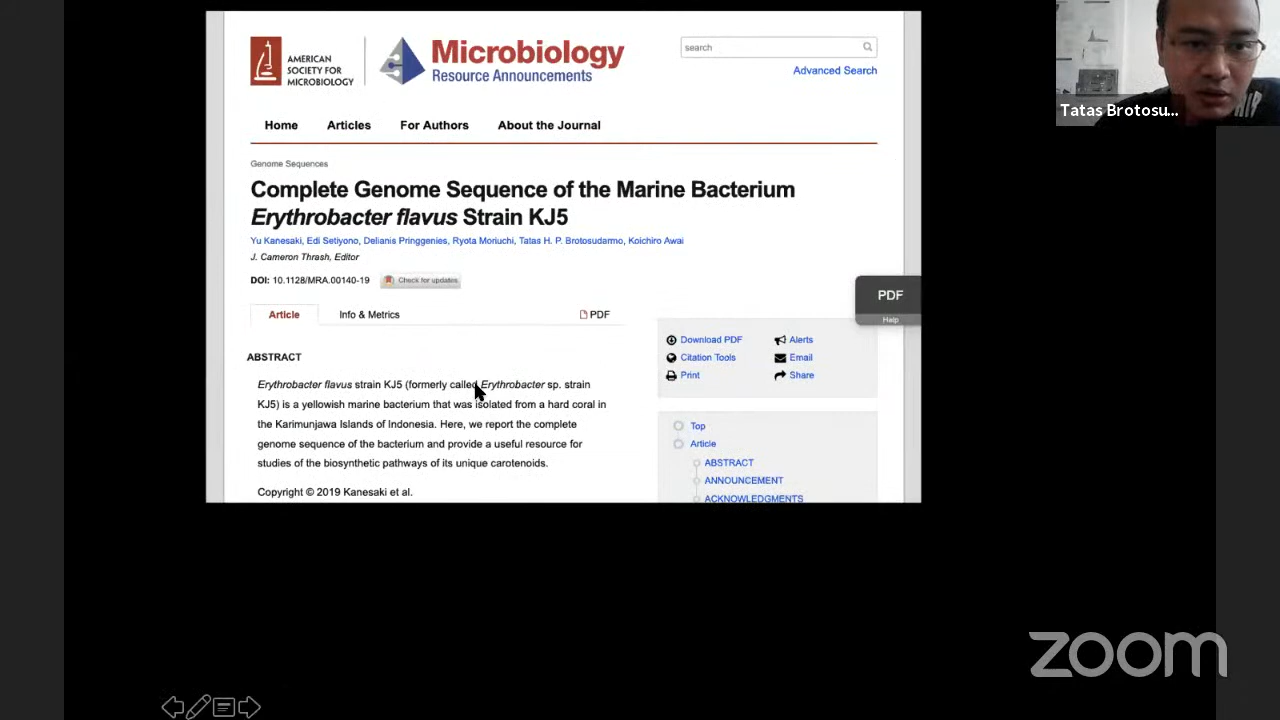 AMERICAN
SOCIETY FOR
MICROBIOLOGY
Microbiology
Resource Announcements
search
Advanced Search
Home Articles For Authors About the Journal
Genome Sequences
Complete Genome Sequence of the Marine Bacterium
Erythrobacter flavus Strain KJ5
Yu Kanesaki, Edi Setiyono, Delianis Pringgenies, Ryota Moriuchi, Tatas H. P. Brotosudarmo, Koichiro Awai
J. Cameron Thrash, Editor
DOI: 10.1128/MRA.00140-19 Check for updates
Article Info & Metrics PDF
ABSTRACT
Erythrobacter flavus strain KJ5 (formerly called Erythrobacter sp. strain
KJ5) is a yellowish marine bacterium that was isolated from a hard coral in
the Karimunjawa Islands of Indonesia. Here, we report the complete
genome sequence of the bacterium and provide a useful resource for
studies of the biosynthetic pathways of its unique carotenoids.
Copyright © 2019 Kanesaki et al.
PDF
Help
Download PDF Alerts
Citation Tools Email
Print Share
Top
Article
ABSTRACT
ANNOUNCEMENT
ACKNOWLEDGMENTS
Tatas Brotosu...
zoom